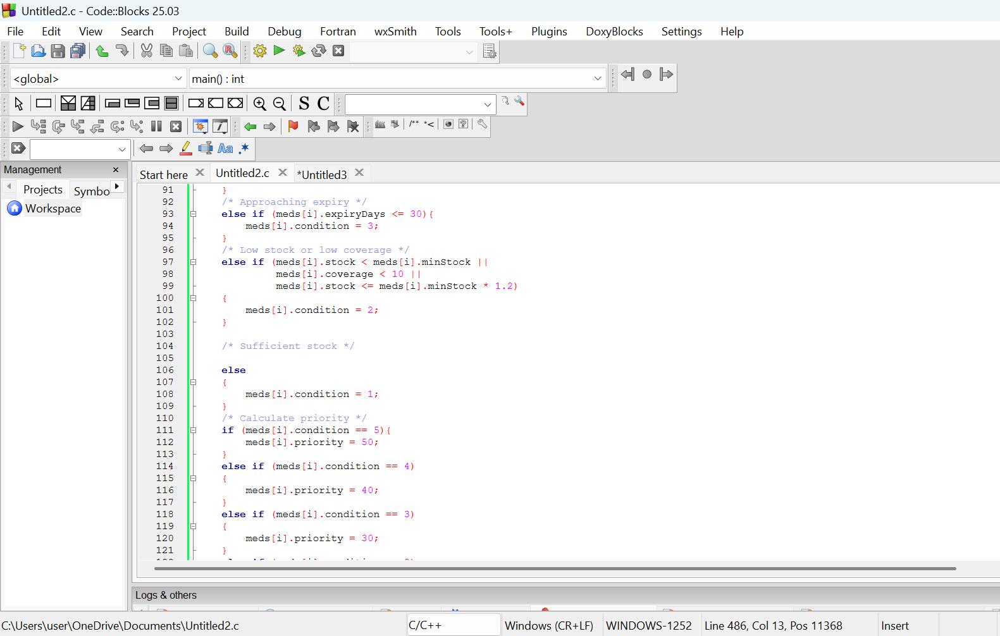 Untitled2.c - Code::Blocks 25.03
File Edit View Search Project Build Debug Fortran wxSmith Tools Tools+ Plugins DoxyBlocks Settings Help
<global> main() : int
S C
/** *<
Aa .*
Management
Start here Untitled2.c *Untitled3
Projects Symbo
Workspace
91 }
92 /* Approaching expiry */
93 else if (meds[i].expiryDays <= 30){
94 meds[i].condition = 3;
95 }
96 /* Low stock or low coverage */
97 else if (meds[i].stock < meds[i].minStock ||
98 meds[i].coverage < 10 ||
99 meds[i].stock <= meds[i].minStock * 1.2)
100 {
101 meds[i].condition = 2;
102 }
103
104 /* Sufficient stock */
105
106 else
107 {
108 meds[i].condition = 1;
109 }
110 /* Calculate priority */
111 if (meds[i].condition == 5){
112 meds[i].priority = 50;
113 }
114 else if (meds[i].condition == 4)
115 {
116 meds[i].priority = 40;
117 }
118 else if (meds[i].condition == 3)
119 {
120 meds[i].priority = 30;
121 }
Logs & others
C:\Users\user\OneDrive\Documents\Untitled2.c C/C++ Windows (CR+LF) WINDOWS-1252 Line 486, Col 13, Pos 11368 Insert